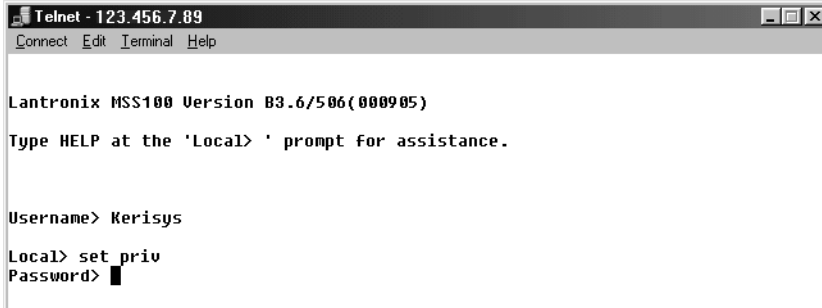 Telnet - 123.456.7.89
Connect Edit Terminal Help
Lantronix MSS100 Version B3.6/506(000905)
Type HELP at the 'Local> ' prompt for assistance.
Username> Kerisys
Local> set priv
Password>